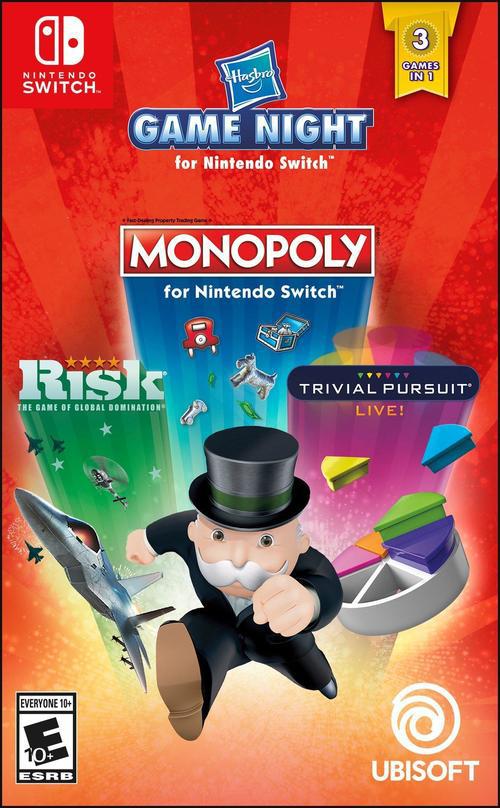 NINTENDO
SWITCH™
Hasbro
GAME NIGHT
for Nintendo Switch™
3
GAMES
IN 1
Fast-Dealing Property Trading Game
MONOPOLY
for Nintendo Switch™
RISK®
THE GAME OF GLOBAL DOMINATION®
TRIVIAL PURSUIT®
LIVE!
EVERYONE 10+
E
10+
ESRB
UBISOFT